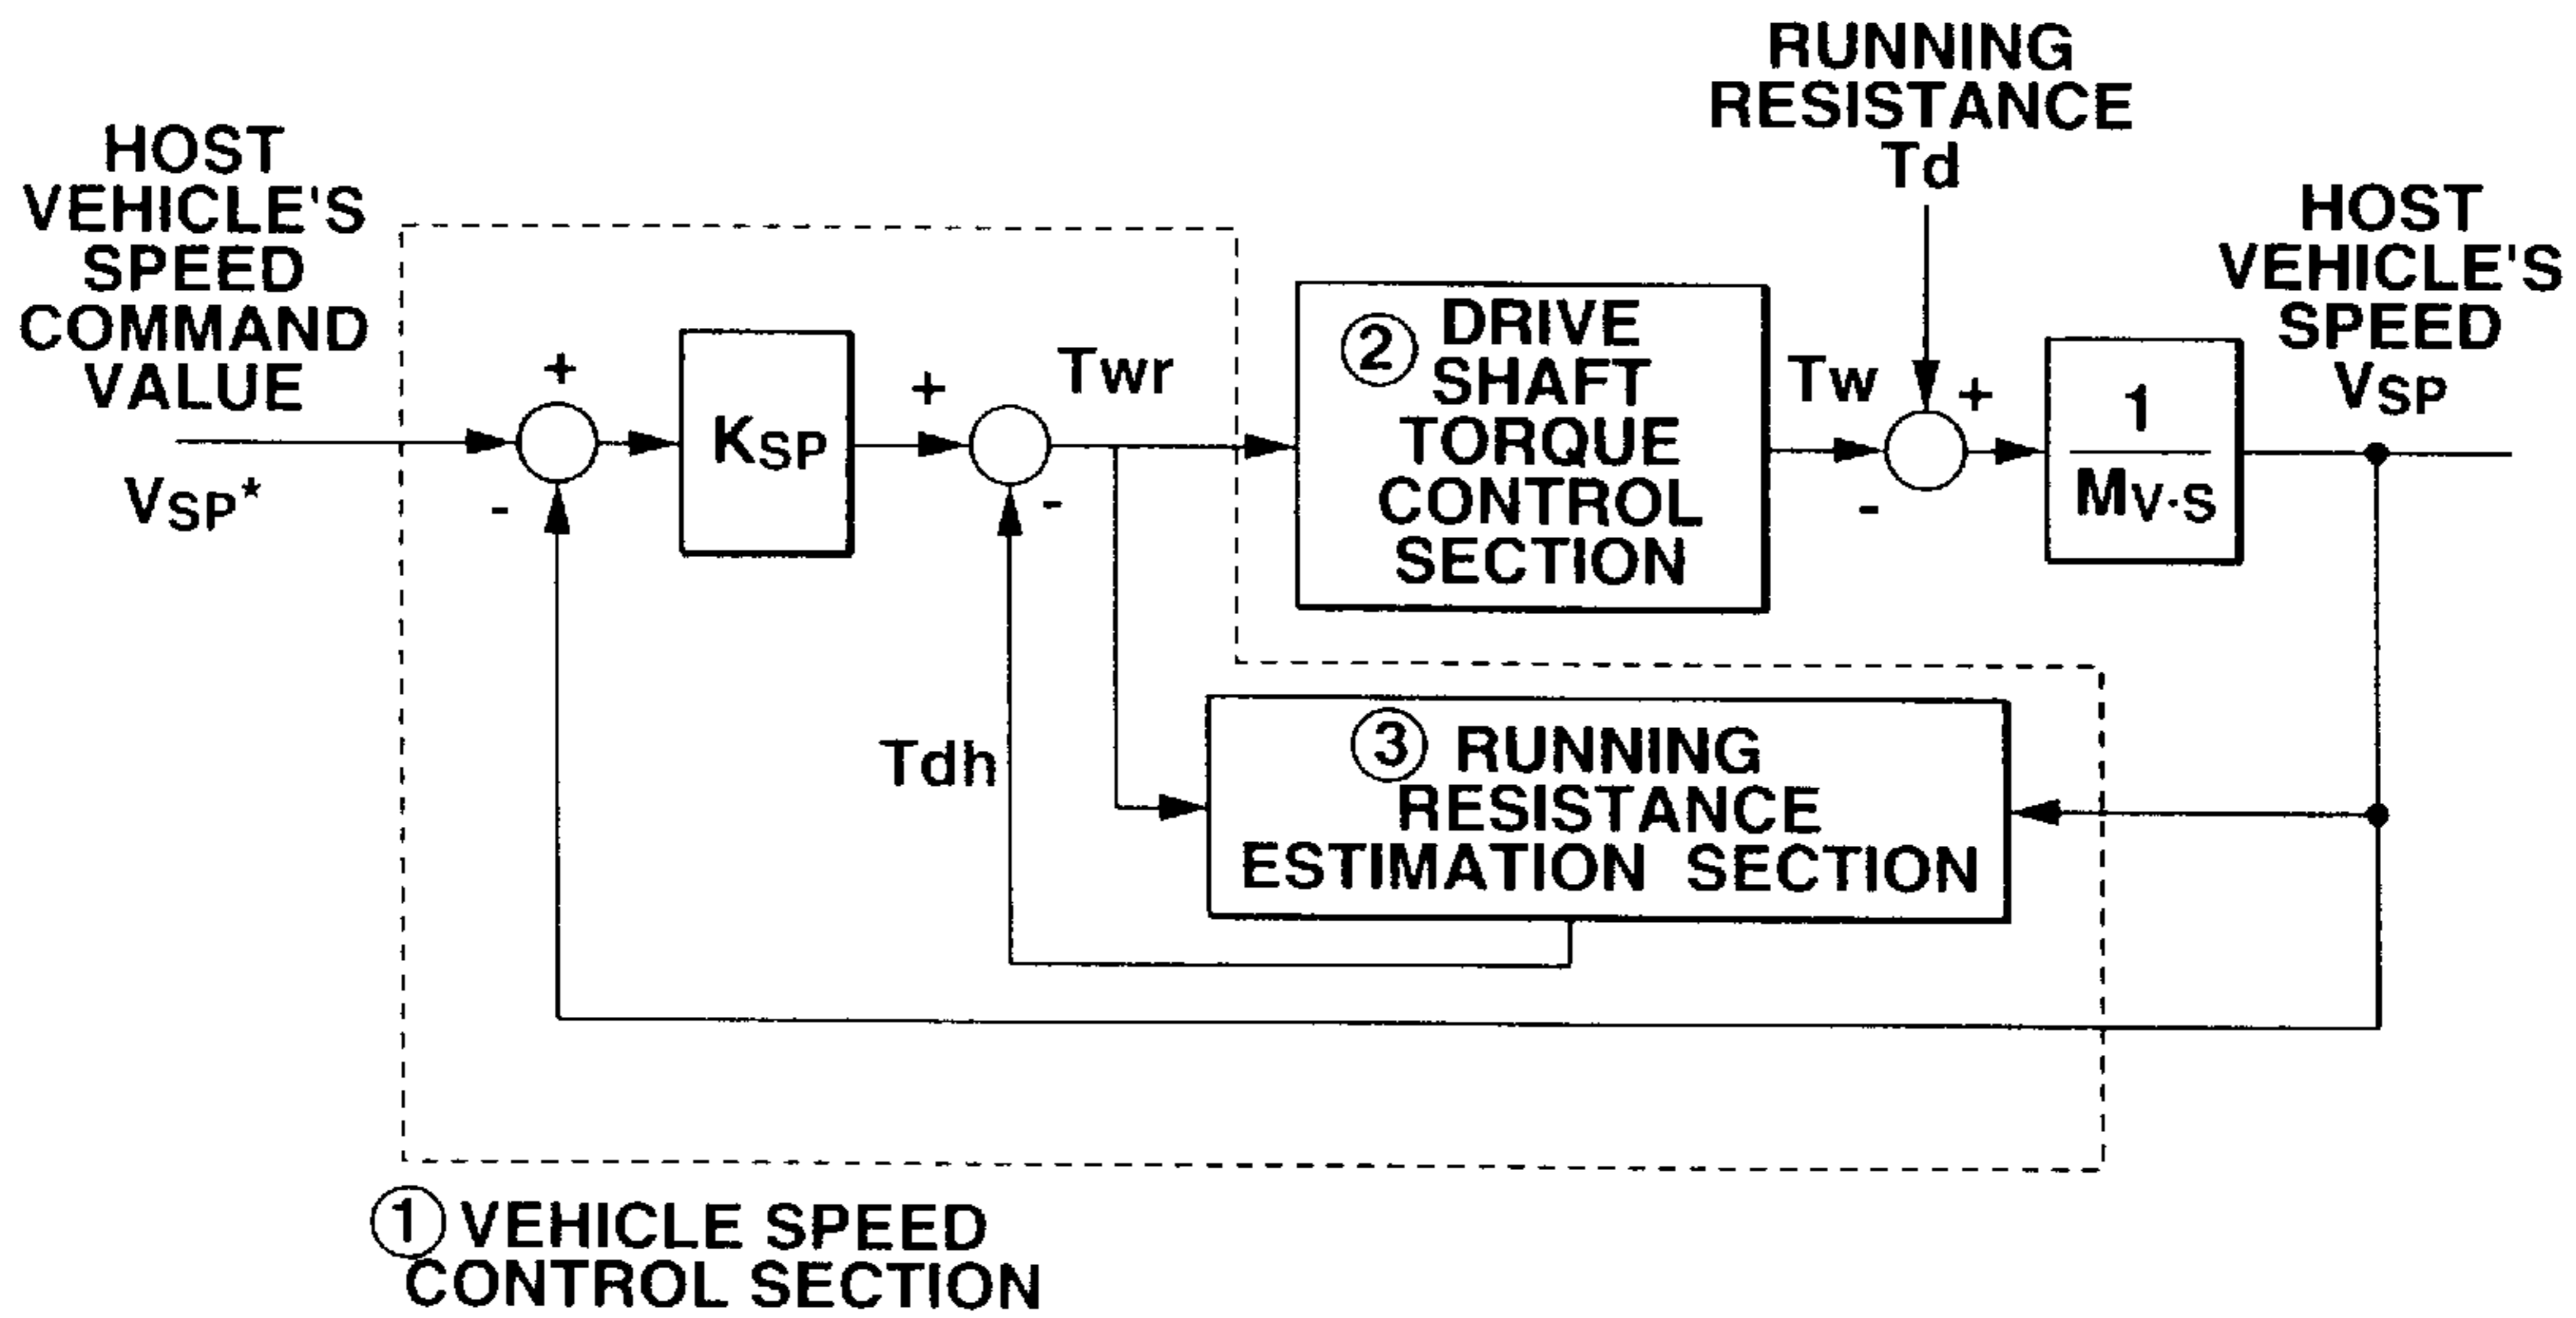 RUNNING
RESISTANCE
Td
HOST
VEHICLE'S
SPEED
COMMAND
VALUE
VSP*
HOST
VEHICLE'S
SPEED
VSP
+
-
KSP
+
-
Twr
② DRIVE
SHAFT
TORQUE
CONTROL
SECTION
Tw
+
-
1
MV·S
Tdh
③ RUNNING
RESISTANCE
ESTIMATION SECTION
① VEHICLE SPEED
CONTROL SECTION